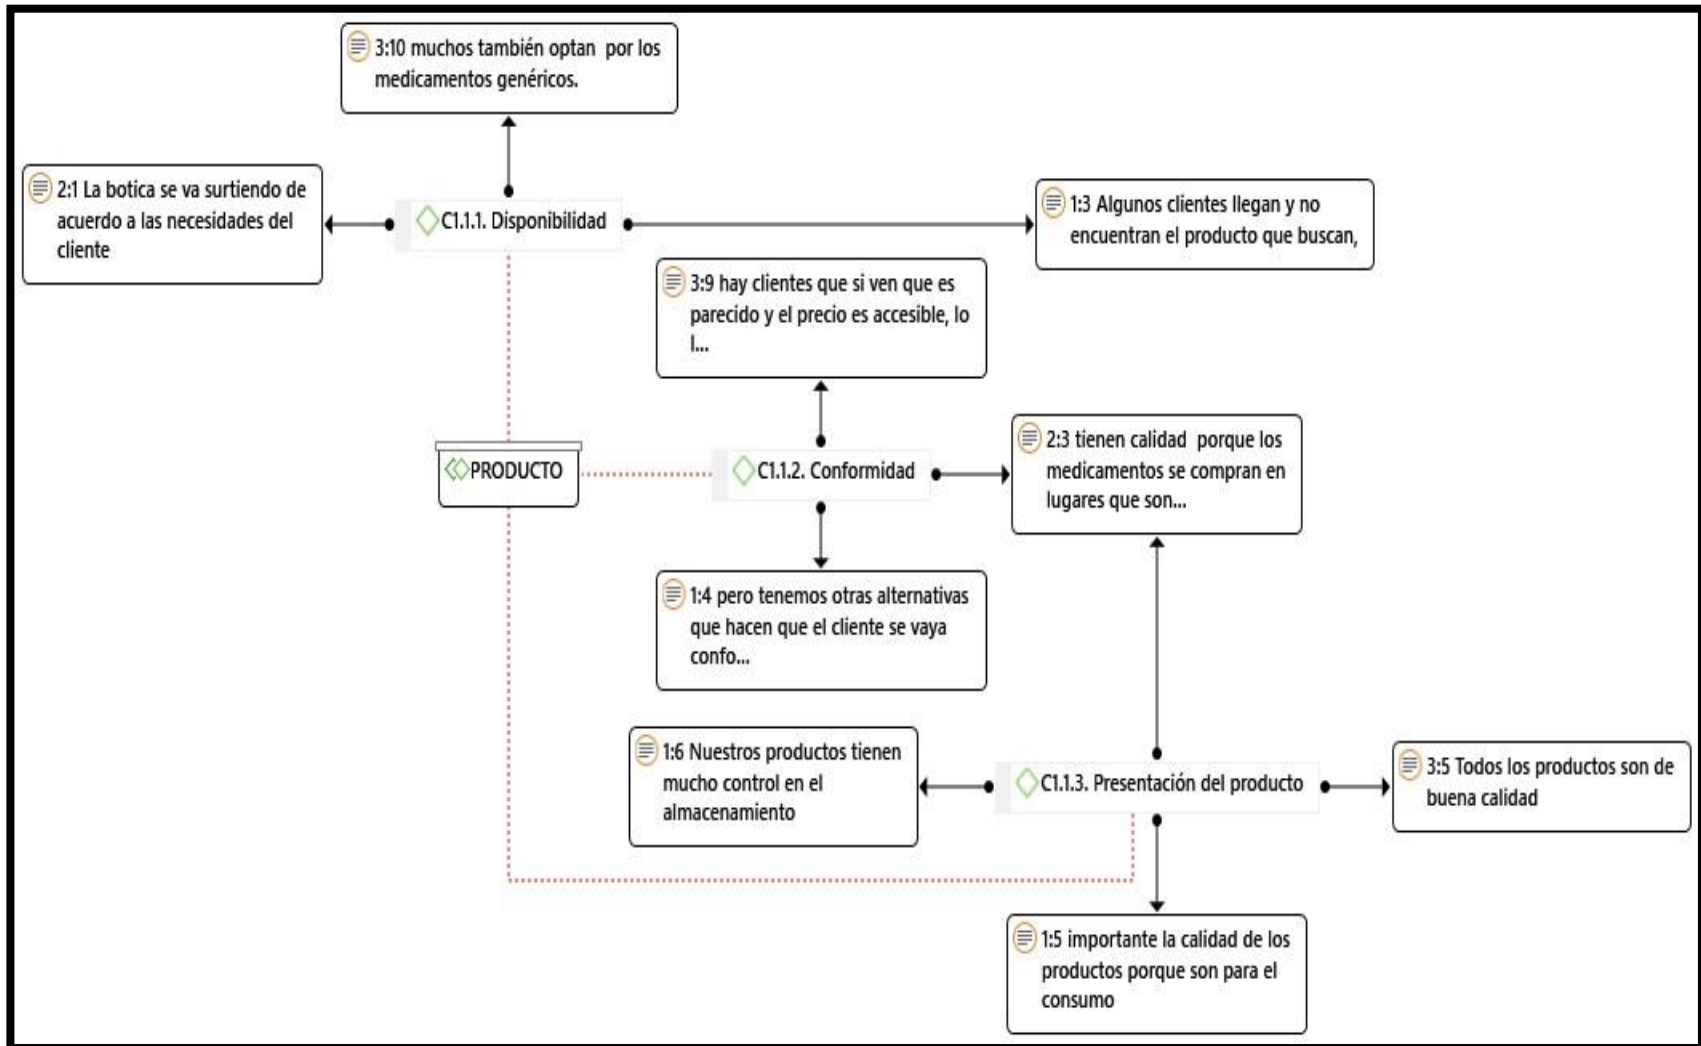 3:10 muchos también optan por los
medicamentos genéricos.
2:1 La botica se va surtiendo de
acuerdo a las necesidades del
cliente
C1.1.1. Disponibilidad
1:3 Algunos clientes llegan y no
encuentran el producto que buscan,
3:9 hay clientes que si ven que es
parecido y el precio es accesible, lo
l...
PRODUCTO
C1.1.2. Conformidad
2:3 tienen calidad porque los
medicamentos se compran en
lugares que son...
1:4 pero tenemos otras alternativas
que hacen que el cliente se vaya
confo...
1:6 Nuestros productos tienen
mucho control en el
almacenamiento
C1.1.3. Presentación del producto
3:5 Todos los productos son de
buena calidad
1:5 importante la calidad de los
productos porque son para el
consumo